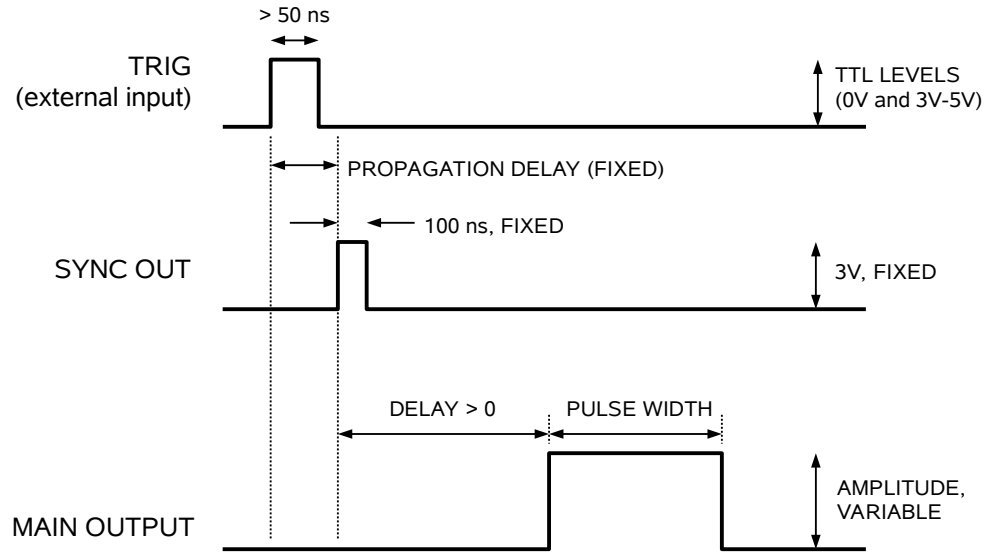 > 50 ns
TRIG
(external input)
TTL LEVELS
(0V and 3V-5V)
PROPAGATION DELAY (FIXED)
100 ns, FIXED
SYNC OUT
3V, FIXED
DELAY > 0
PULSE WIDTH
MAIN OUTPUT
AMPLITUDE,
VARIABLE